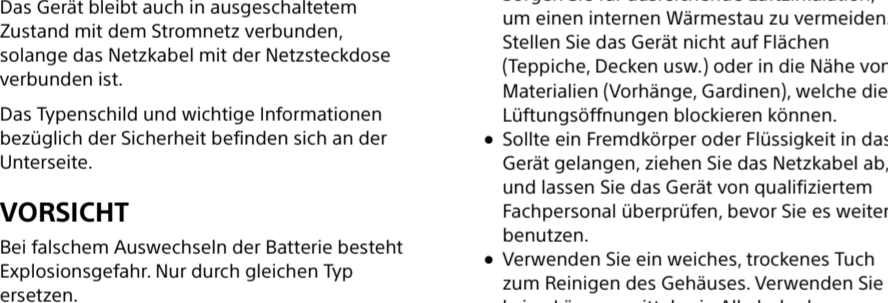 Das Gerät bleibt auch in ausgeschaltetem
Zustand mit dem Stromnetz verbunden,
solange das Netzkabel mit der Netzsteckdose
verbunden ist.
Das Typenschild und wichtige Informationen
bezüglich der Sicherheit befinden sich an der
Unterseite.
VORSICHT
Bei falschem Auswechseln der Batterie besteht
Explosionsgefahr. Nur durch gleichen Typ
ersetzen.
um einen internen Wärmestau zu vermeiden.
Stellen Sie das Gerät nicht auf Flächen
(Teppiche, Decken usw.) oder in die Nähe von
Materialien (Vorhänge, Gardinen), welche die
Lüftungsöffnungen blockieren können.
• Sollte ein Fremdkörper oder Flüssigkeit in das
Gerät gelangen, ziehen Sie das Netzkabel ab,
und lassen Sie das Gerät von qualifiziertem
Fachpersonal überprüfen, bevor Sie es weiter
benutzen.
• Verwenden Sie ein weiches, trockenes Tuch
zum Reinigen des Gehäuses. Verwenden Sie